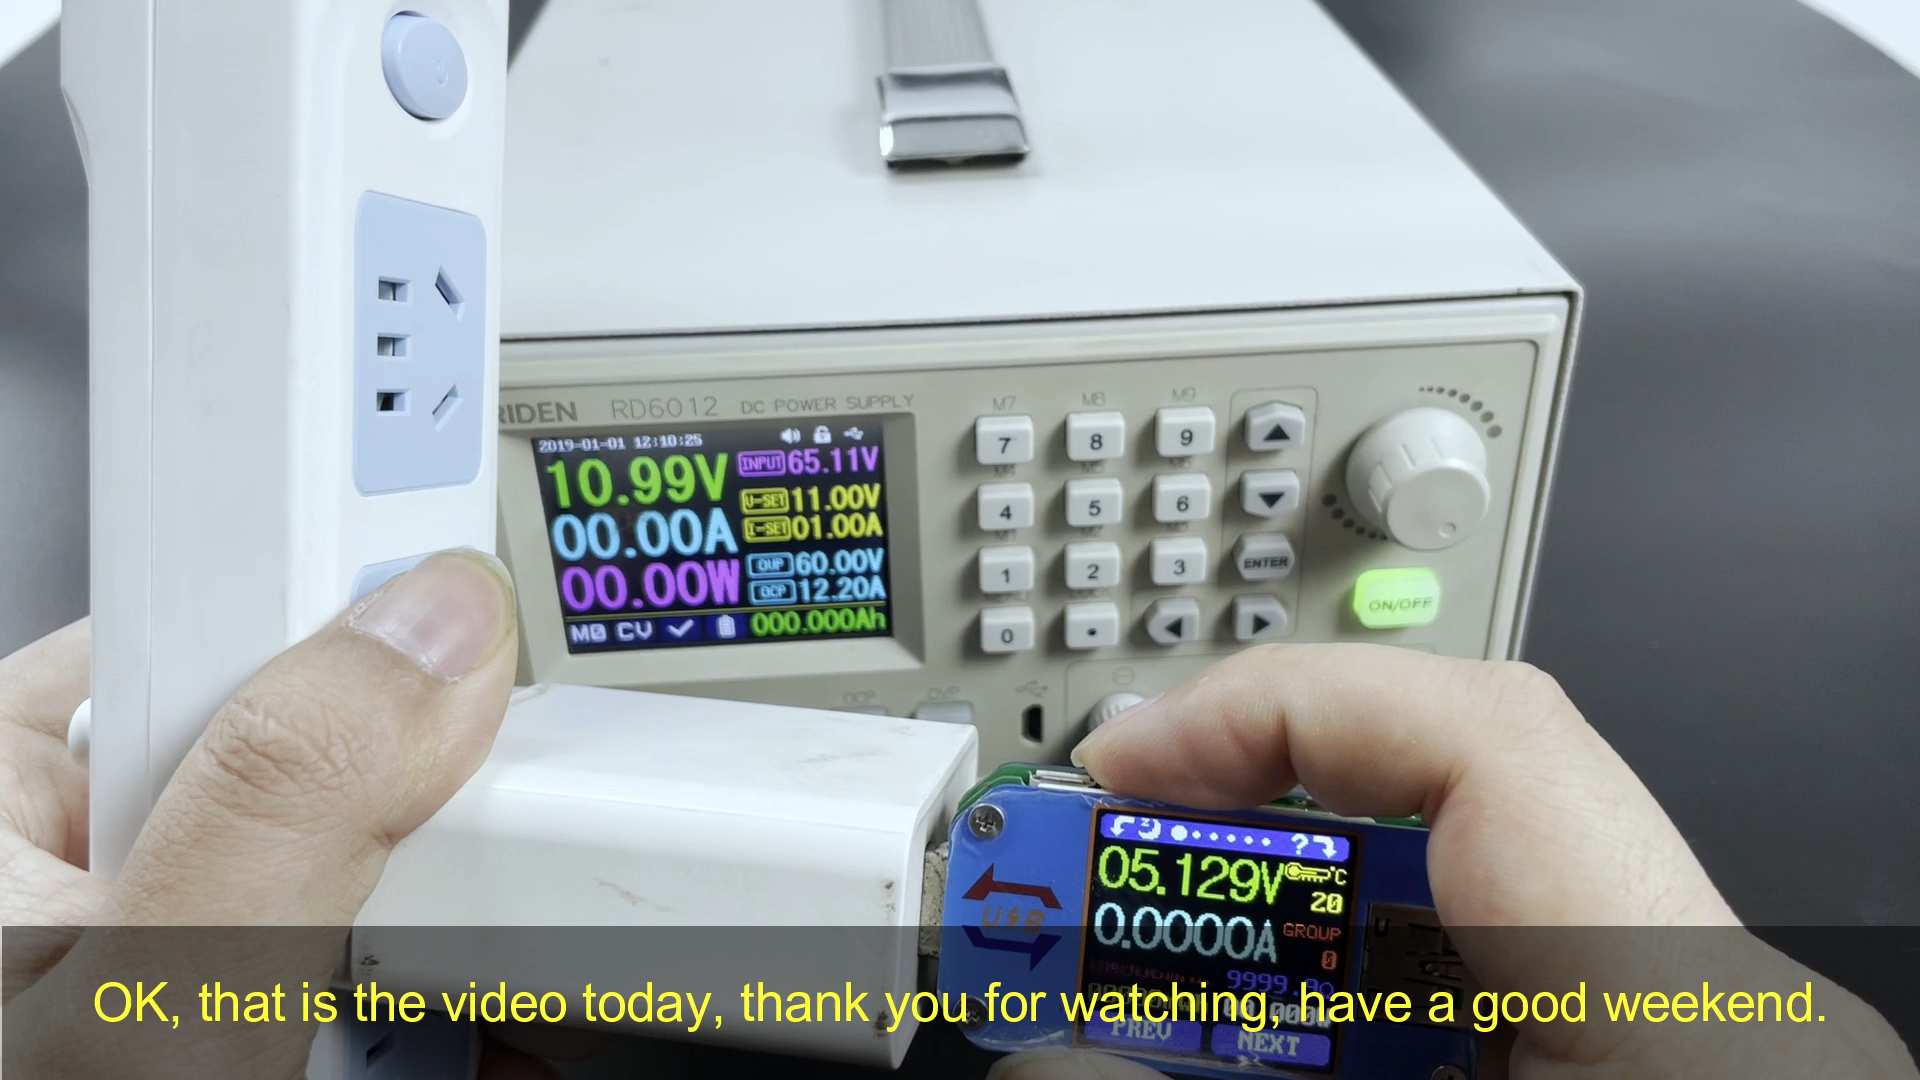 RIDEN RD6012 DC POWER SUPPLY
2019-01-01 12:10:25
10.99V
INPUT 65.11V
U-SET 11.00V
00.00A
I-SET 01.00A
OVP 60.00V
00.00W
OCP 12.20A
M0 CV 000.000Ah
M7 M8 M9
7 8 9
4 5 6
1 2 3
ENTER
0 .
ON/OFF
05.129V
°C
20
0.0000A
GROUP
0
PREV NEXT
USB
OK, that is the video today, thank you for watching, have a good weekend.